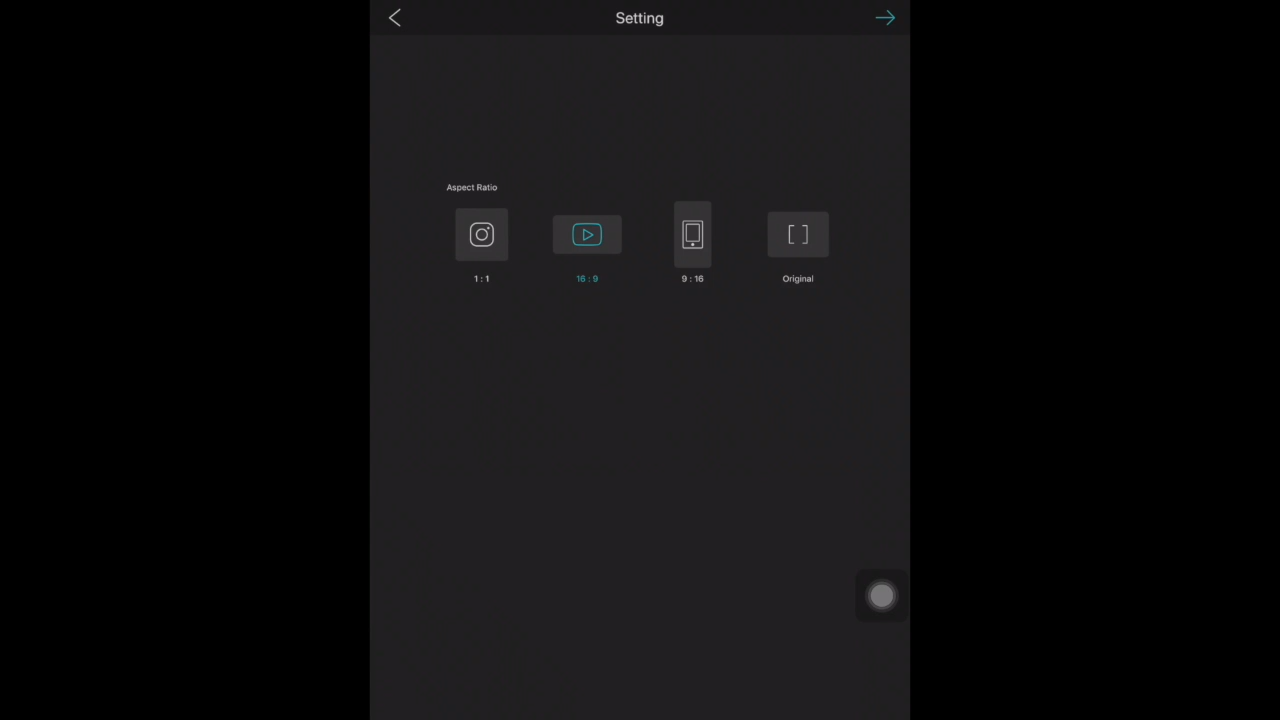 Setting
Aspect Ratio
1 : 1
16 : 9
9 : 16
Original